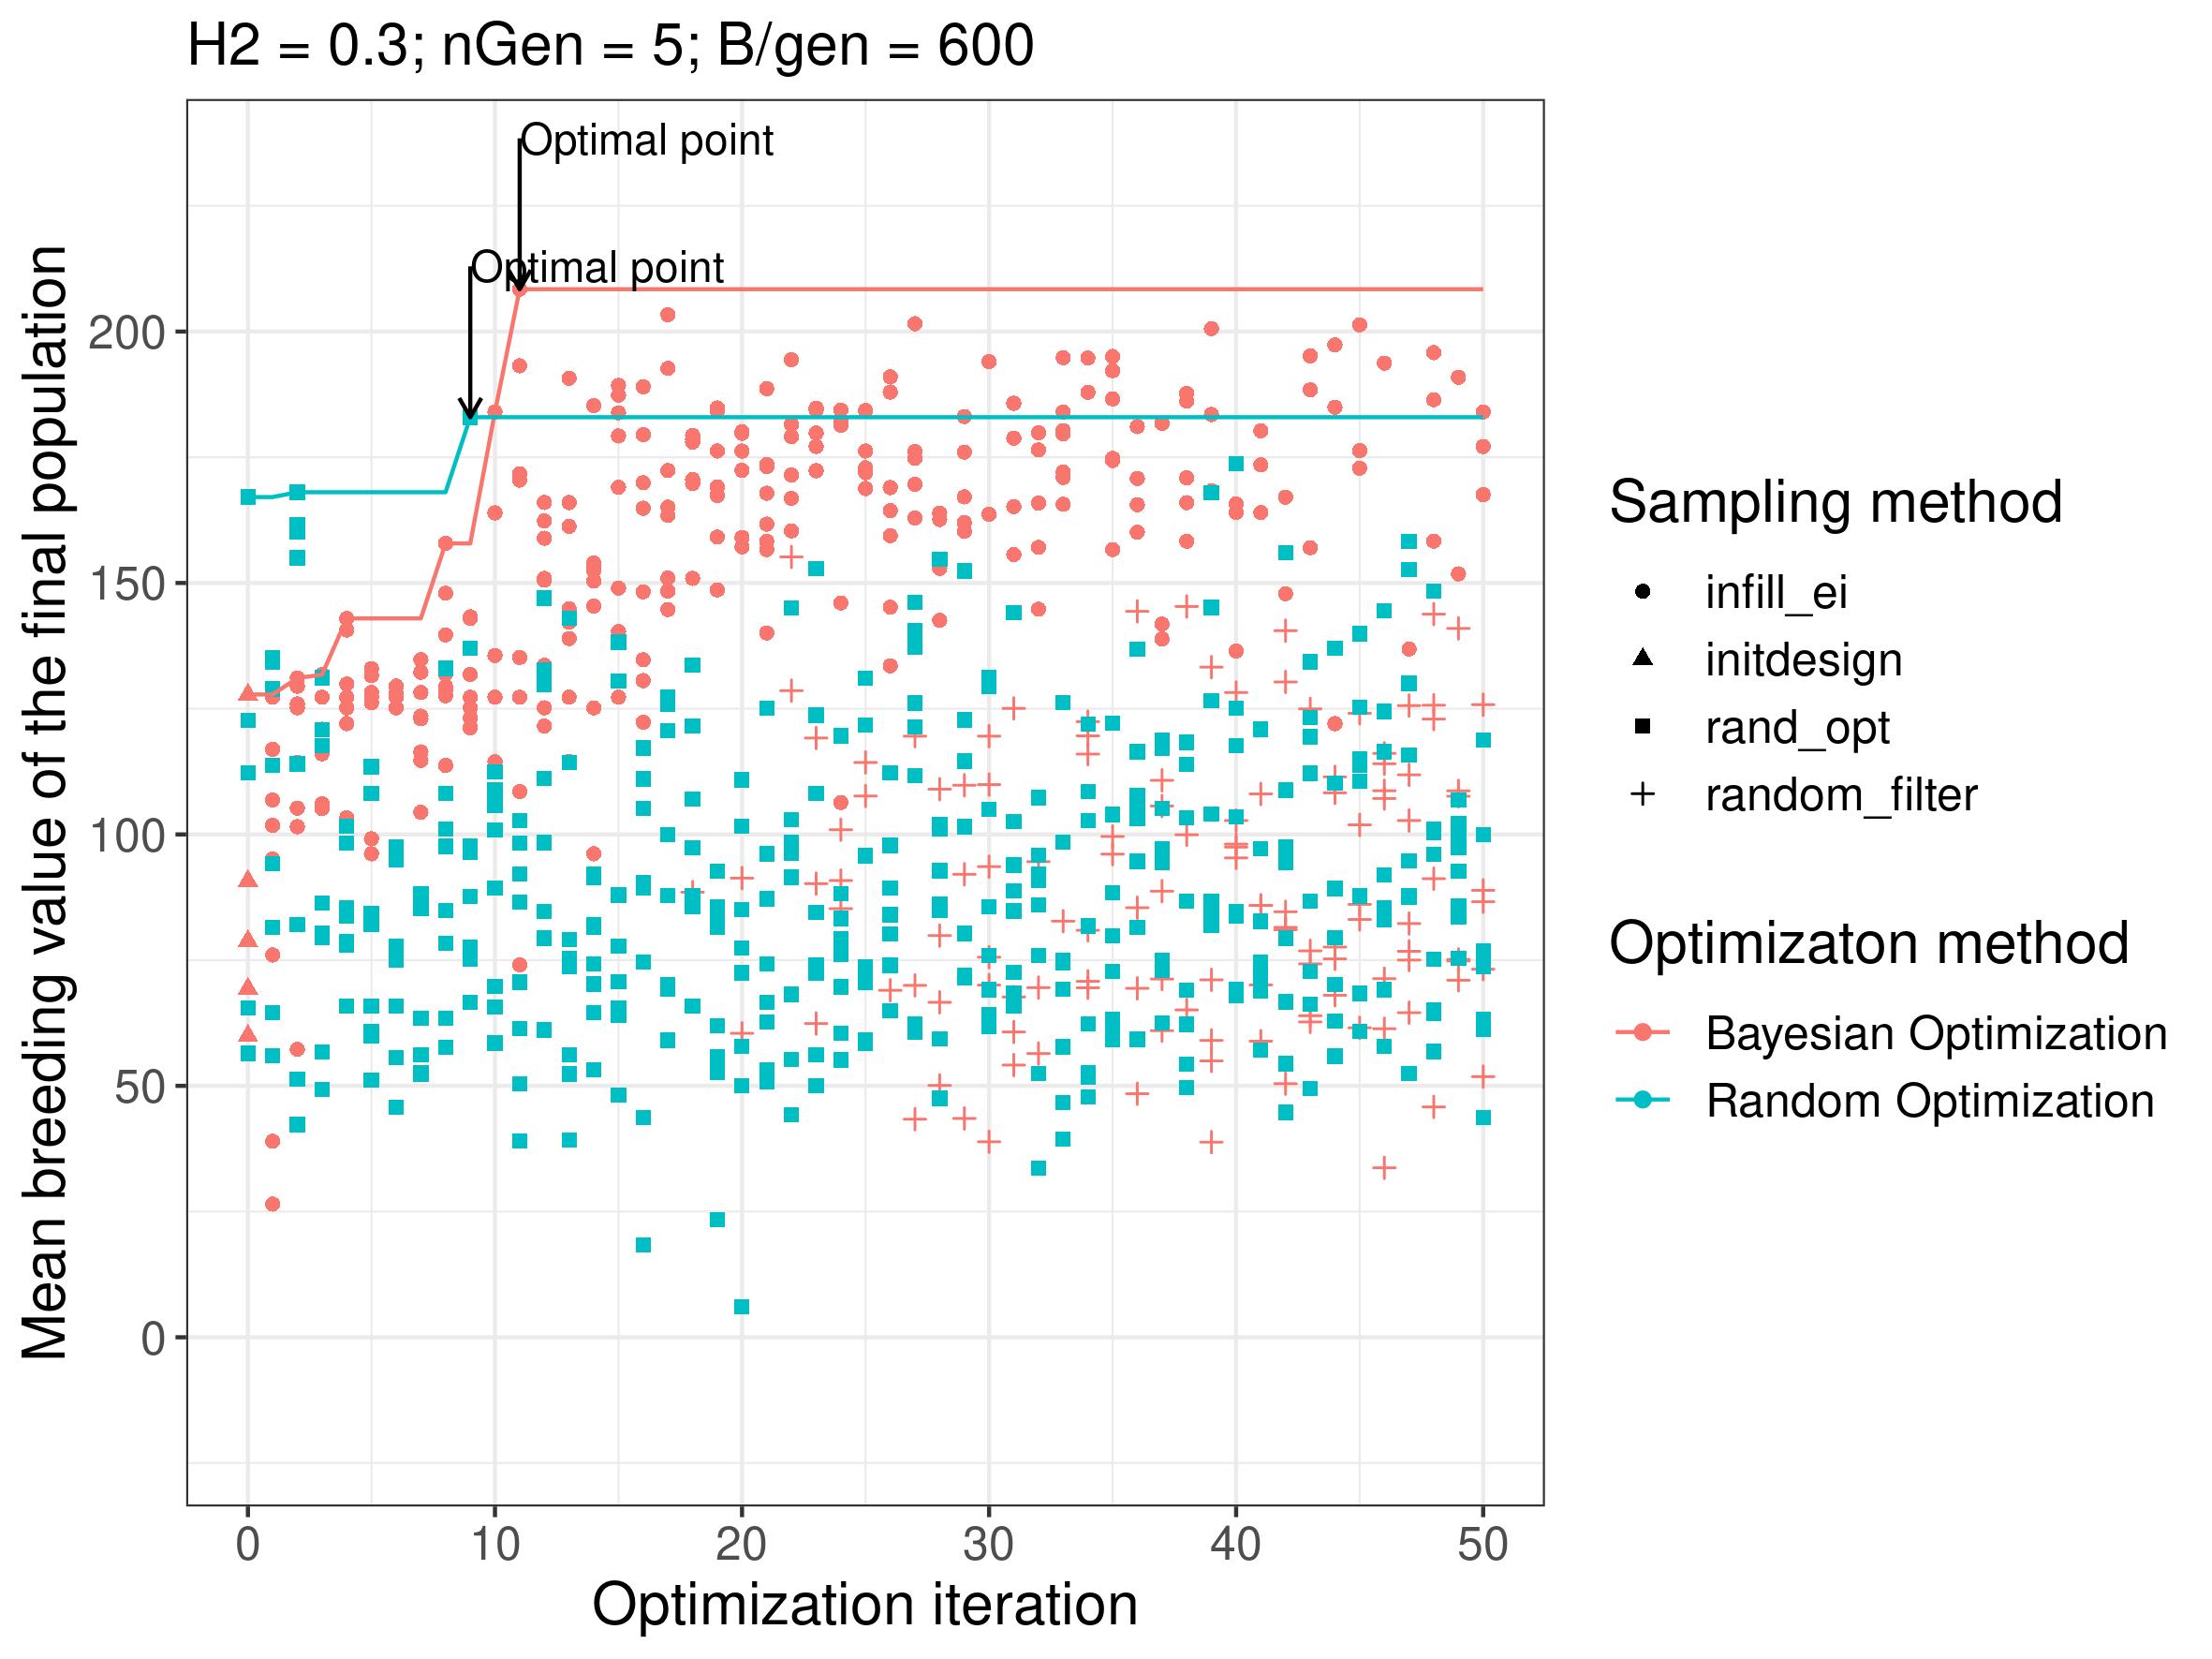 H2 = 0.3; nGen = 5; B/gen = 600
Optimal point
Optimal point
Mean breeding value of the final population
200
150
100
50
0
0 10 20 30 40 50
Optimization iteration
Sampling method
infill_ei
initdesign
rand_opt
random_filter
Optimizaton method
Bayesian Optimization
Random Optimization